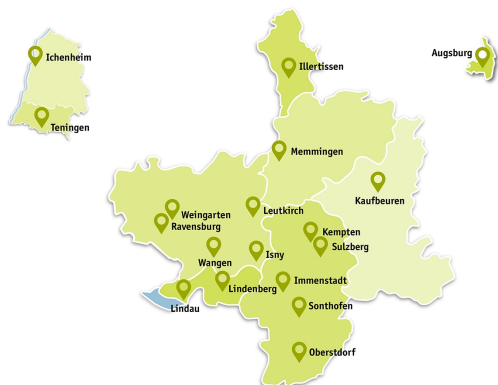 Augsburg
Ichenheim
Illertissen
Teningen
Memmingen
Kaufbeuren
Leutkirch
Weingarten
Ravensburg
Kempten
Sulzberg
Isny
Wangen
Immenstadt
Lindenberg
Sonthofen
Lindau
Oberstdorf